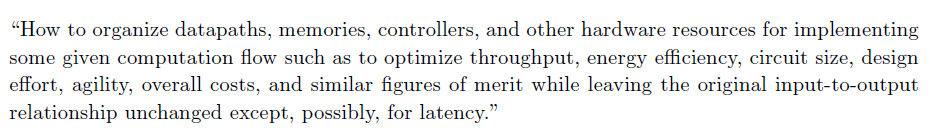 “How to organize datapaths, memories, controllers, and other hardware resources for implementing
some given computation flow such as to optimize throughput, energy efficiency, circuit size, design
effort, agility, overall costs, and similar figures of merit while leaving the original input-to-output
relationship unchanged except, possibly, for latency.”